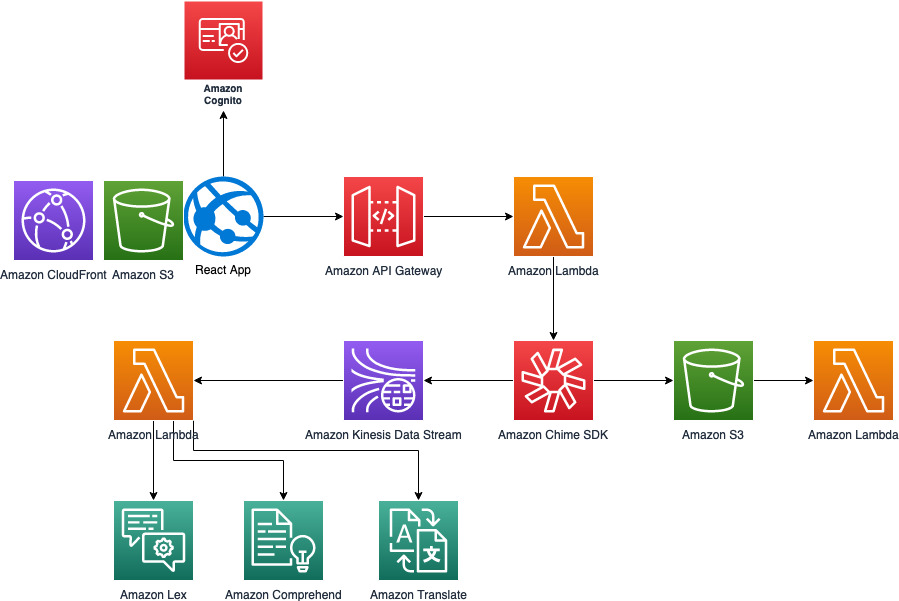 Amazon
Cognito
Amazon CloudFront
Amazon S3
React App
</>
Amazon API Gateway
Amazon Lambda
Amazon Lambda
Amazon Kinesis Data Stream
Amazon Chime SDK
Amazon S3
Amazon Lambda
A
文
Amazon Lex
Amazon Comprehend
Amazon Translate